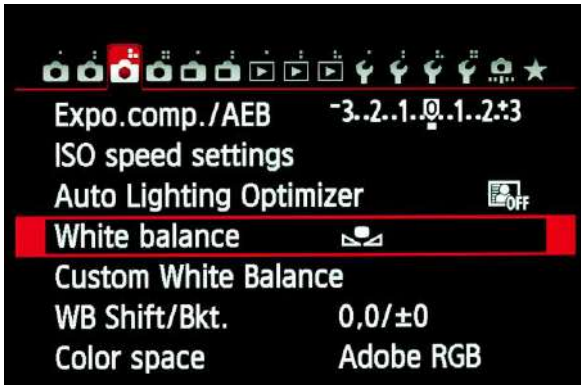 Expo.comp./AEB -3..2..1..0..1..2.:+3
ISO speed settings
Auto Lighting Optimizer OFF
White balance
Custom White Balance
WB Shift/Bkt. 0,0/±0
Color space Adobe RGB